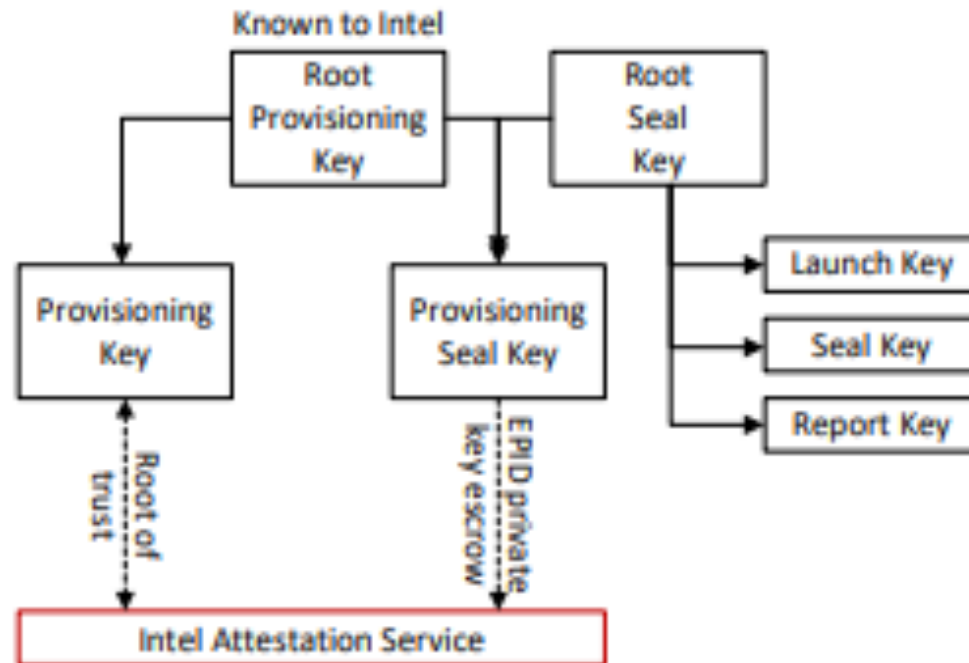 Known to Intel
Root
Provisioning
Key
Root
Seal
Key
Launch Key
Provisioning
Key
Provisioning
Seal Key
Seal Key
Report Key
Root of
trust
EPID private
key escrow
Intel Attestation Service